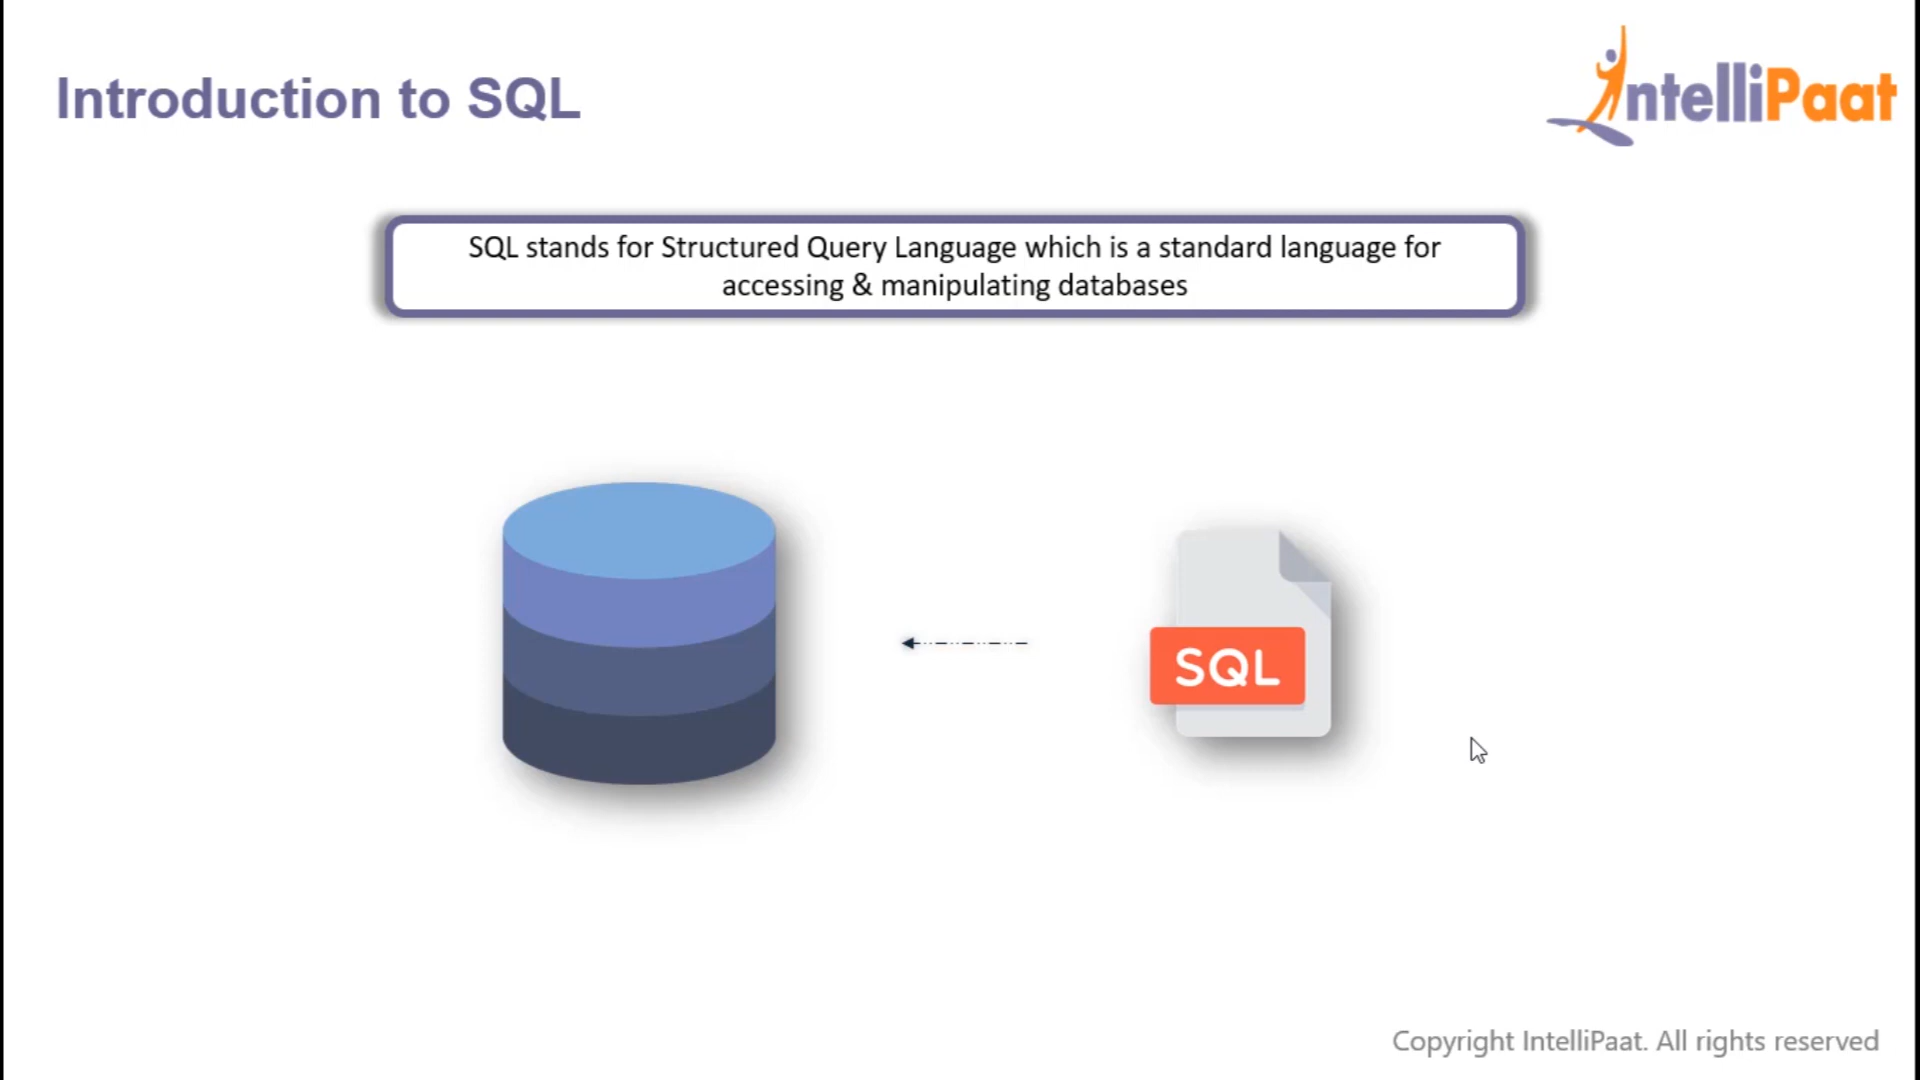 Introduction to SQL
IntelliPaat
SQL stands for Structured Query Language which is a standard language for
accessing & manipulating databases
SQL
Copyright IntelliPaat. All rights reserved